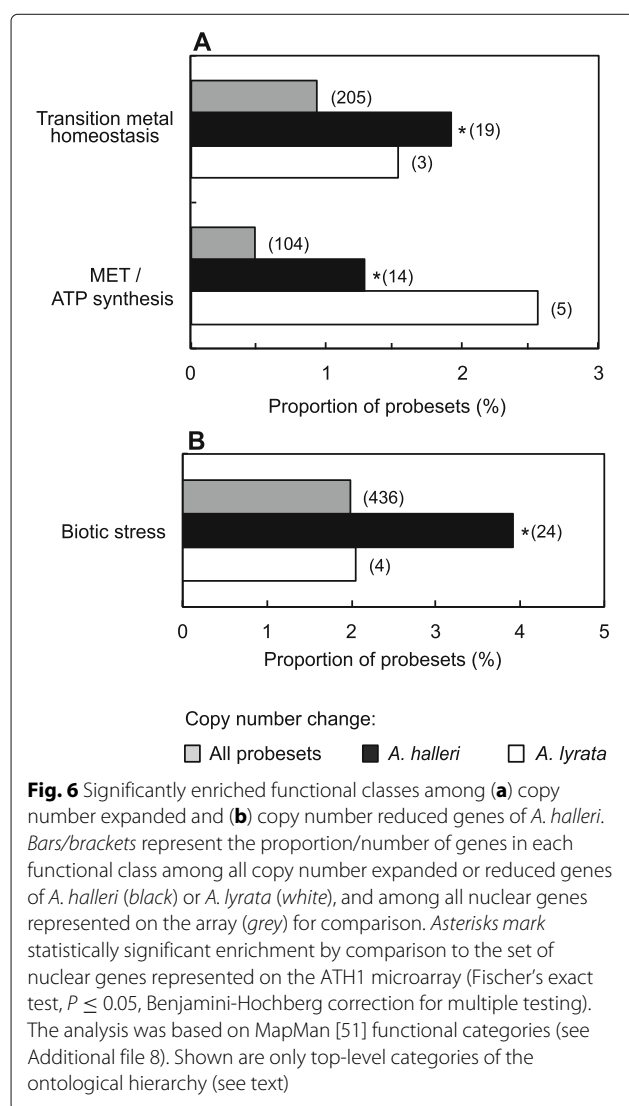 A
Transition metal
homeostasis
(205)
*(19)
(3)
MET /
ATP synthesis
(104)
*(14)
(5)
0 1 2 3
Proportion of probesets (%)
B
Biotic stress
(436)
*(24)
(4)
0 1 2 3 4 5
Proportion of probesets (%)
Copy number change:
All probesets A. halleri A. lyrata
Fig. 6 Significantly enriched functional classes among (a) copy
number expanded and (b) copy number reduced genes of A. halleri.
Bars/brackets represent the proportion/number of genes in each
functional class among all copy number expanded or reduced genes
of A. halleri (black) or A. lyrata (white), and among all nuclear genes
represented on the array (grey) for comparison. Asterisks mark
statistically significant enrichment by comparison to the set of
nuclear genes represented on the ATH1 microarray (Fischer's exact
test, P ≤ 0.05, Benjamini-Hochberg correction for multiple testing).
The analysis was based on MapMan [51] functional categories (see
Additional file 8). Shown are only top-level categories of the
ontological hierarchy (see text)